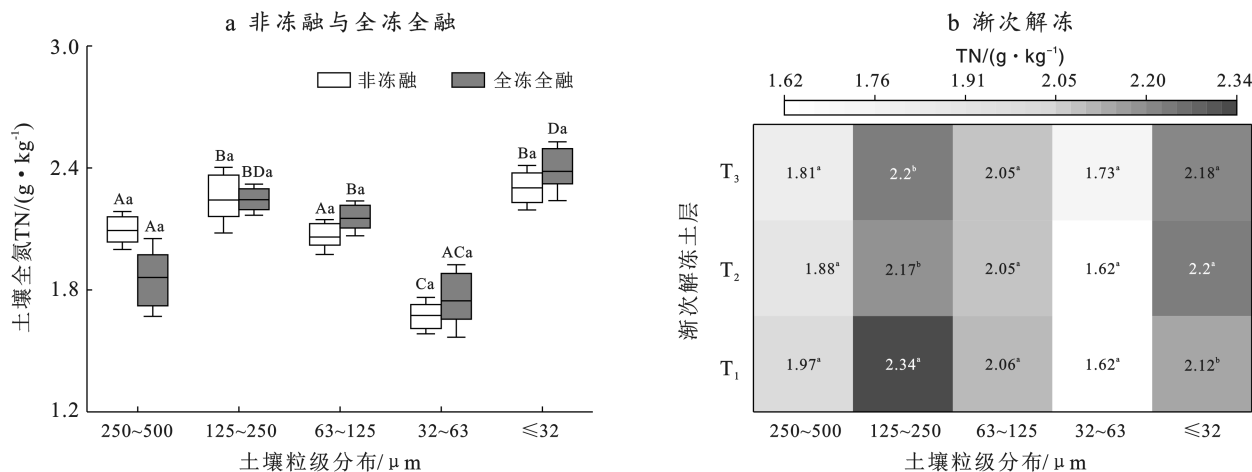 a 非冻融与全冻全融
3.0
2.4
1.8
1.2
土壤全氮TN/(g·kg⁻¹)
非冻融 全冻全融
Aa Aa Ba BDa Aa Ba Ca ACa Ba Da
250~500 125~250 63~125 32~63 ≤32
土壤粒级分布/μm
b 渐次解冻
TN/(g·kg⁻¹)
1.62 1.76 1.91 2.05 2.20 2.34
渐次解冻土层
T₃ 1.81ᵃ 2.2ᵇ 2.05ᵃ 1.73ᵃ 2.18ᵃ
T₂ 1.88ᵃ 2.17ᵇ 2.05ᵃ 1.62ᵃ 2.2ᵃ
T₁ 1.97ᵃ 2.34ᵃ 2.06ᵃ 1.62ᵃ 2.12ᵇ
250~500 125~250 63~125 32~63 ≤32
土壤粒级分布/μm